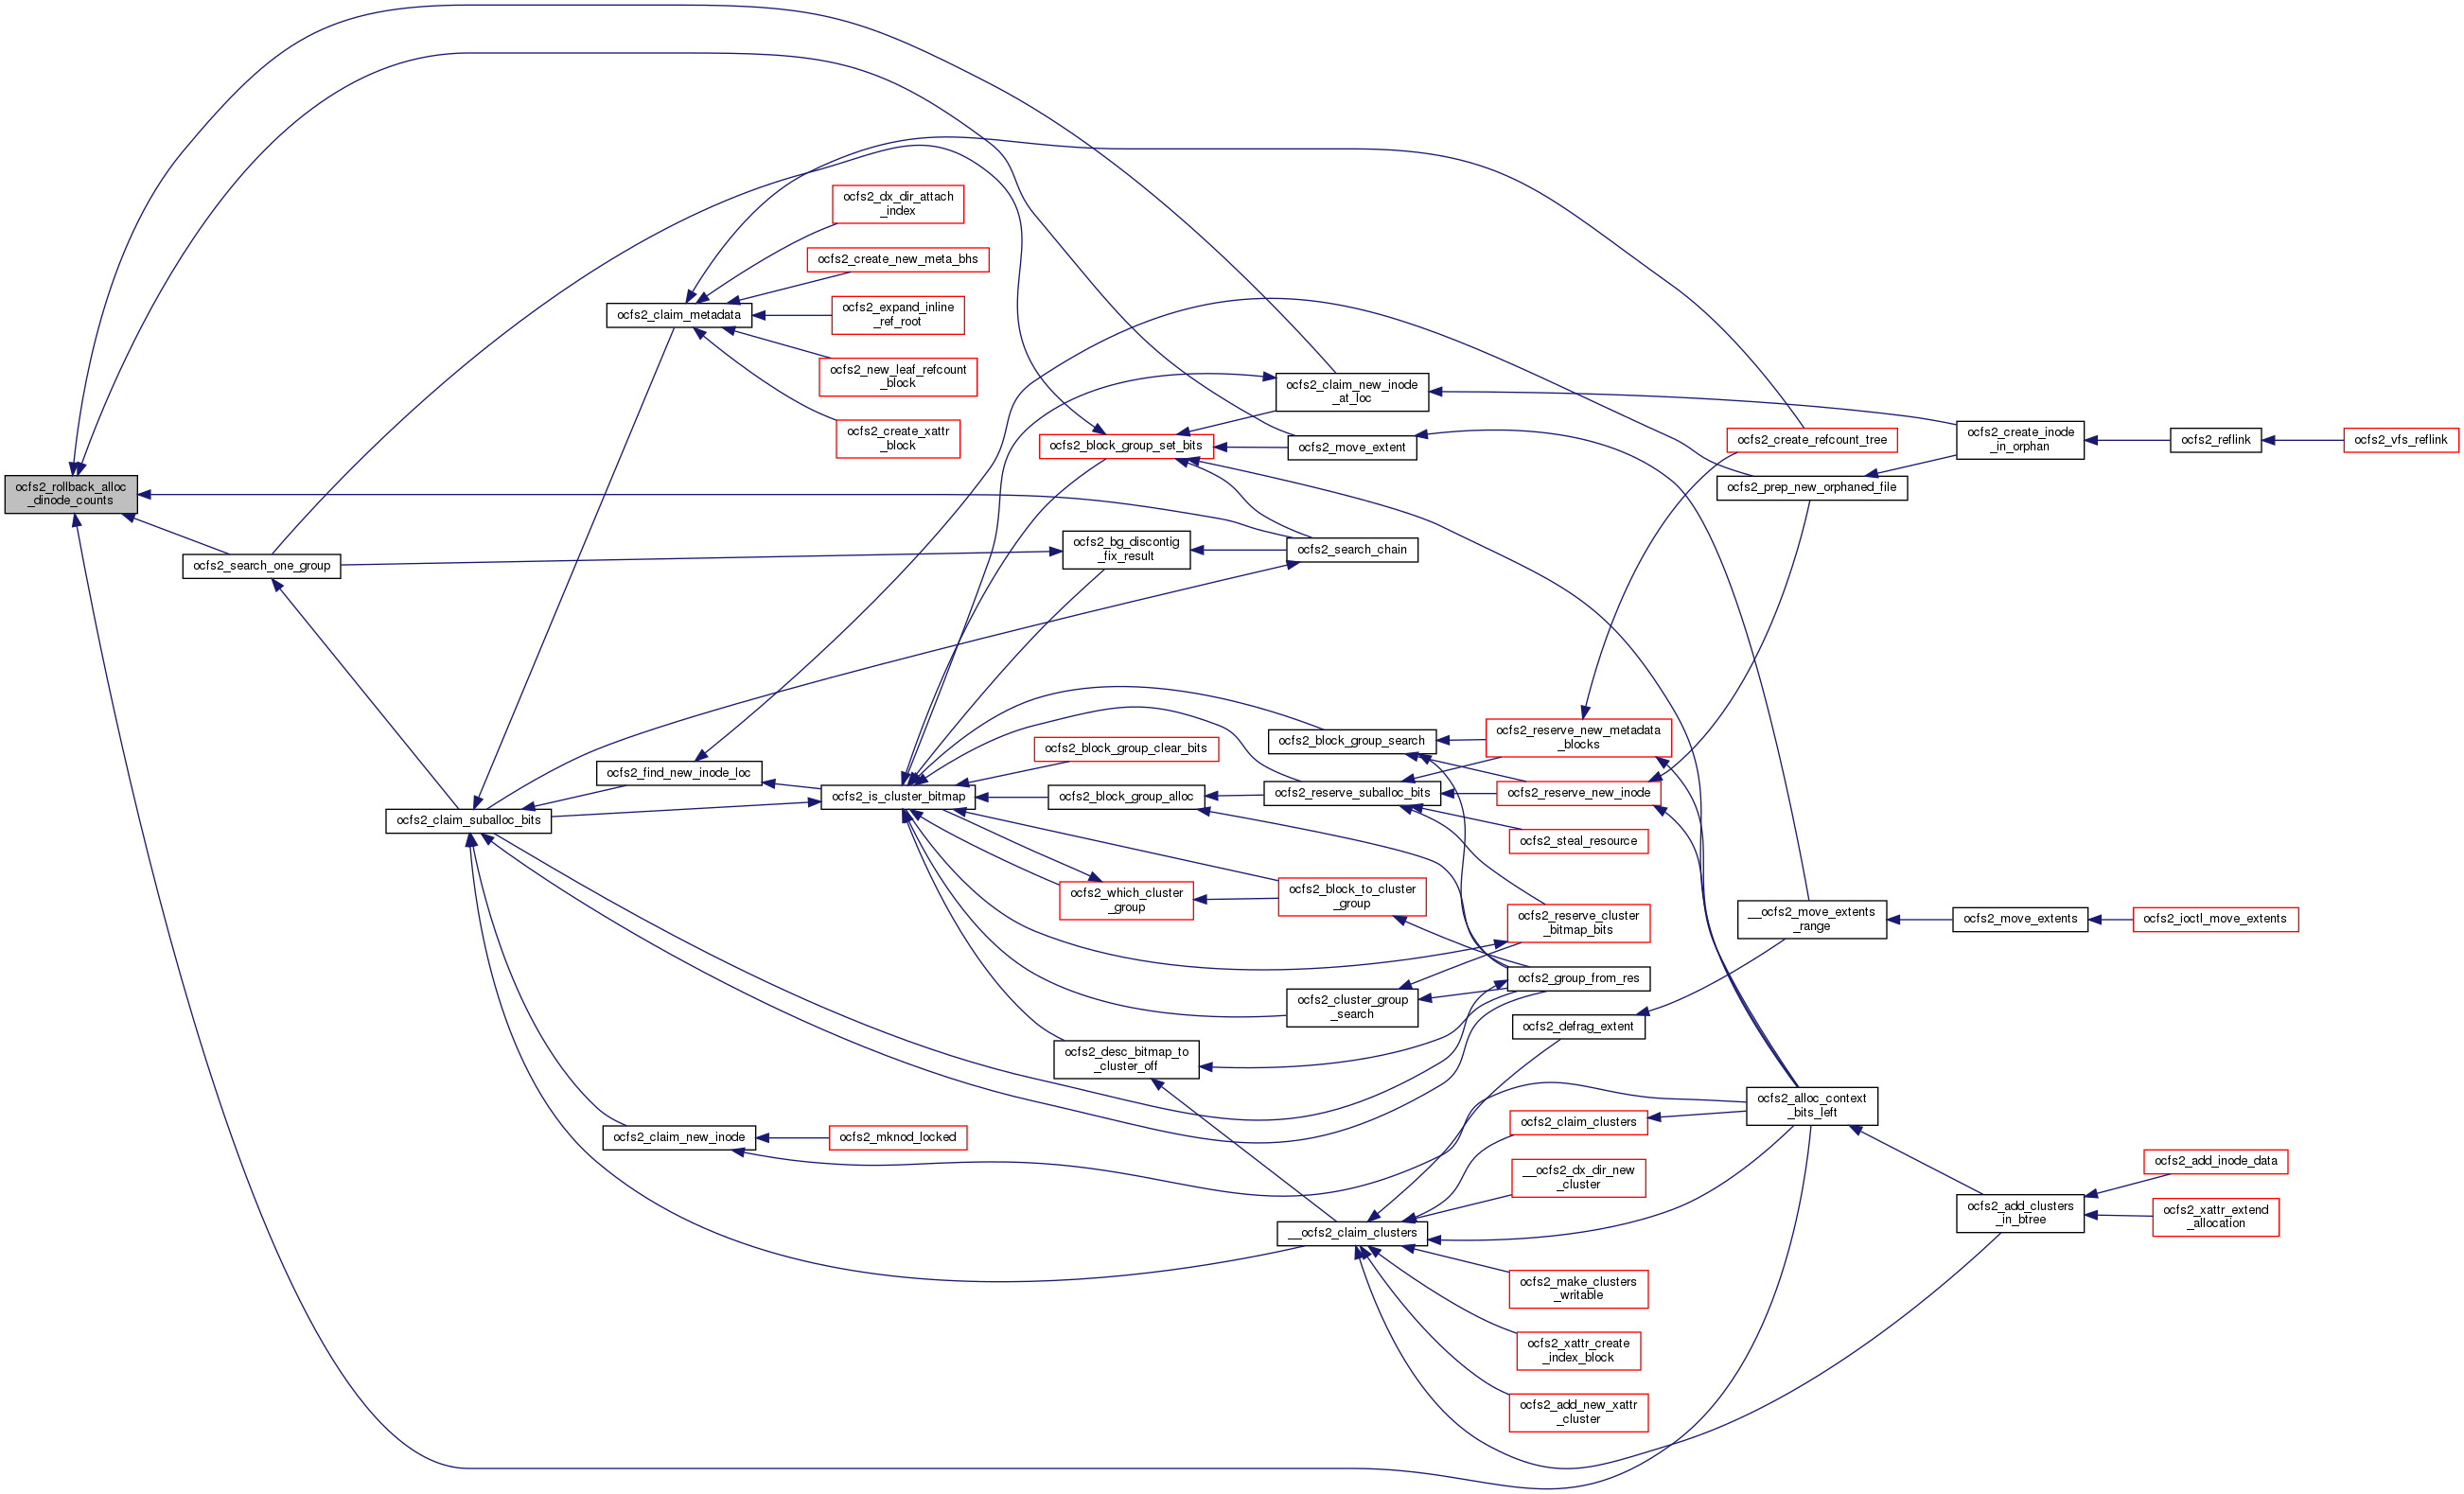 ocfs2_rollback_alloc
_dinode_counts
ocfs2_search_one_group
ocfs2_claim_suballoc_bits
ocfs2_claim_metadata
ocfs2_find_new_inode_loc
ocfs2_claim_new_inode
ocfs2_dx_dir_attach
_index
ocfs2_create_new_meta_bhs
ocfs2_expand_inline
_ref_root
ocfs2_new_leaf_refcount
_block
ocfs2_create_xattr
_block
ocfs2_is_cluster_bitmap
ocfs2_mknod_locked
ocfs2_block_group_set_bits
ocfs2_bg_discontig
_fix_result
ocfs2_block_group_clear_bits
ocfs2_block_group_alloc
ocfs2_which_cluster
_group
ocfs2_desc_bitmap_to
_cluster_off
ocfs2_claim_new_inode
_at_loc
ocfs2_move_extent
ocfs2_search_chain
ocfs2_block_group_search
ocfs2_reserve_suballoc_bits
ocfs2_block_to_cluster
_group
ocfs2_cluster_group
_search
__ocfs2_claim_clusters
ocfs2_reserve_new_metadata
_blocks
ocfs2_reserve_new_inode
ocfs2_steal_resource
ocfs2_reserve_cluster
_bitmap_bits
ocfs2_group_from_res
ocfs2_defrag_extent
ocfs2_claim_clusters
__ocfs2_dx_dir_new
_cluster
ocfs2_make_clusters
_writable
ocfs2_xattr_create
_index_block
ocfs2_add_new_xattr
_cluster
ocfs2_create_refcount_tree
ocfs2_prep_new_orphaned_file
__ocfs2_move_extents
_range
ocfs2_alloc_context
_bits_left
ocfs2_create_inode
_in_orphan
ocfs2_move_extents
ocfs2_add_clusters
_in_btree
ocfs2_reflink
ocfs2_ioctl_move_extents
ocfs2_add_inode_data
ocfs2_xattr_extend
_allocation
ocfs2_vfs_reflink